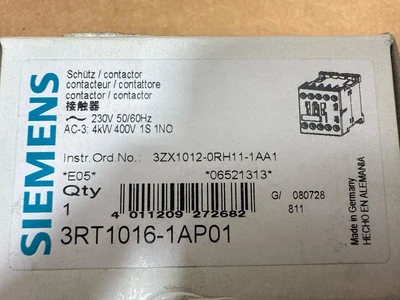 SIEMENS
Schütz / contactor
contacteur / contattore
contactor / contactor
接触器
~ 230V 50/60Hz
AC-3: 4kW 400V 1S 1NO
Instr.Ord.No.: 3ZX1012-0RH11-1AA1
*E05* *06521313*
Qty
1
G/ 080728
811
4 011209 272682
3RT1016-1AP01
Made in Germany
HECHO EN ALEMANIA